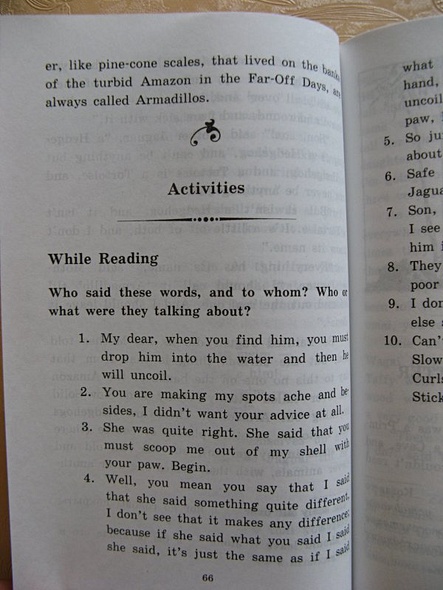 er, like pine-cone scales, that lived on the banks
of the turbid Amazon in the Far-Off Days, are
always called Armadillos.
Activities
While Reading
Who said these words, and to whom? Who or
what were they talking about?
1. My dear, when you find him, you must
drop him into the water and then he
will uncoil.
2. You are making my spots ache and be-
sides, I didn't want your advice at all.
3. She was quite right. She said that you
must scoop me out of my shell with
your paw. Begin.
4. Well, you mean you say that I said
that she said something quite different.
I don't see that it makes any difference;
because if she said what you said I said
she said, it's just the same as if I said
66
what
hand,
uncoil
paw,
5. So ju
about
6. Safe
Jagua
7. Son,
I see
him i
8. They
poor
9. I don
else
10. Can'
Slow
Curls
Stick